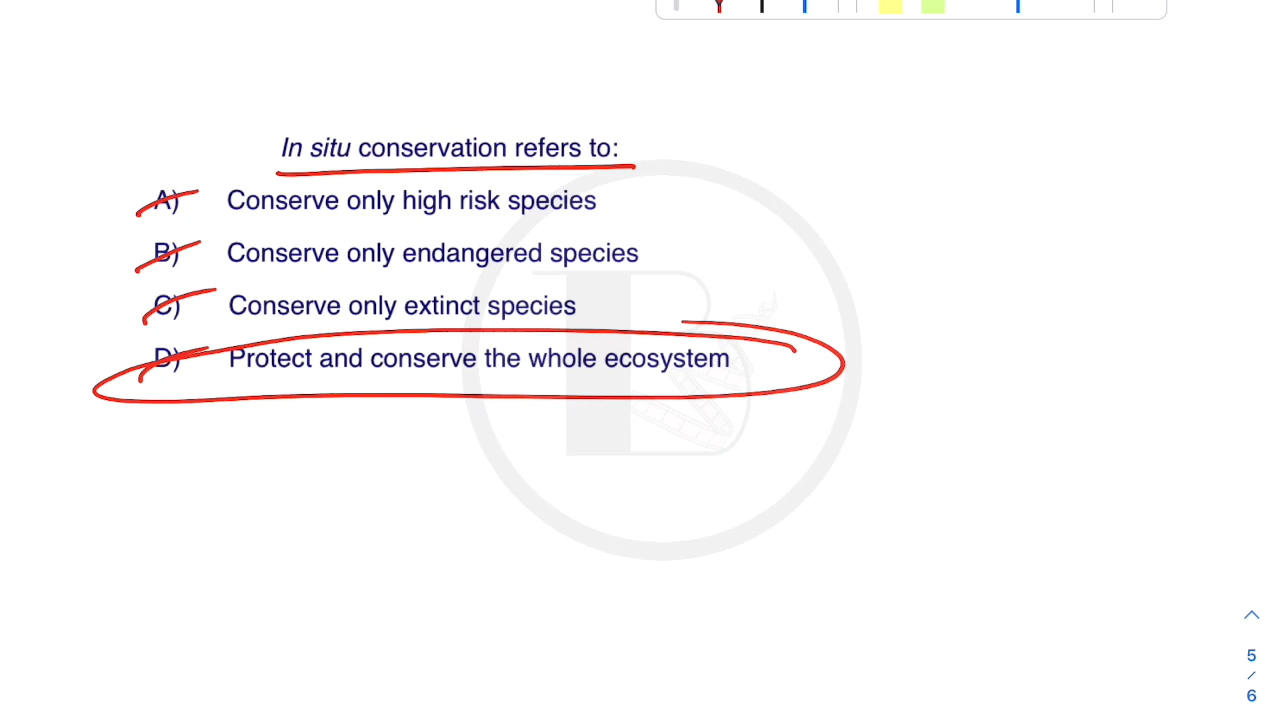 In situ conservation refers to:
A) Conserve only high risk species
B) Conserve only endangered species
C) Conserve only extinct species
D) Protect and conserve the whole ecosystem
5
/
6